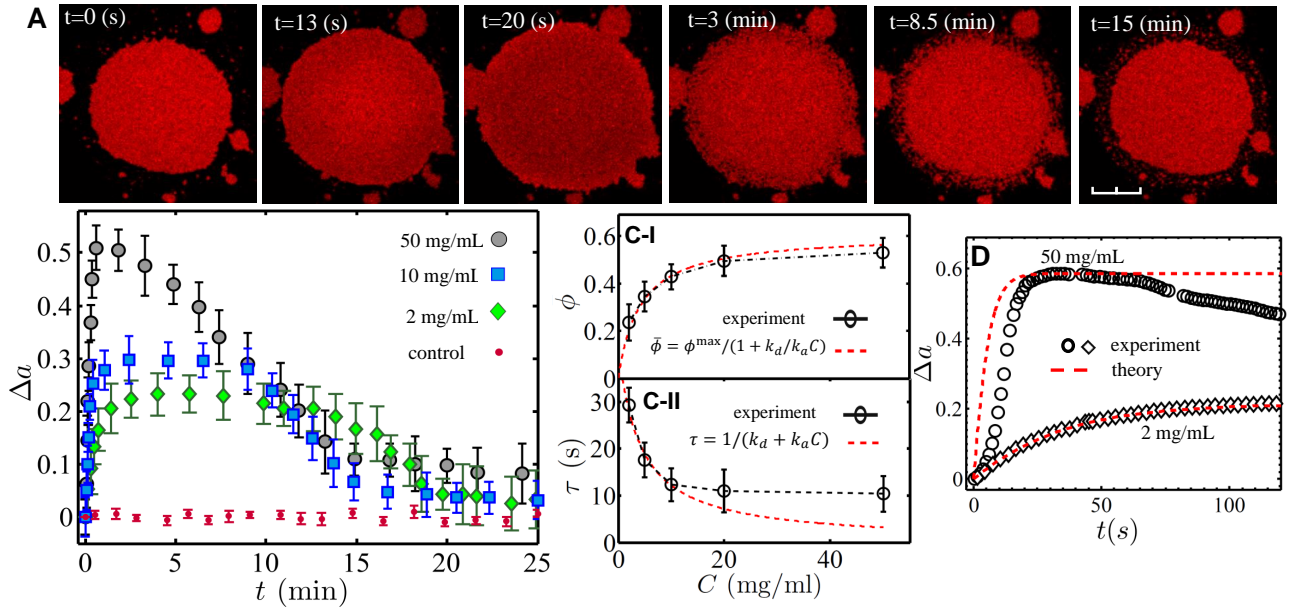 A
t=0 (s)
t=13 (s)
t=20 (s)
t=3 (min)
t=8.5 (min)
t=15 (min)
0.5
0.4
0.3
0.2
0.1
0
Δa
50 mg/mL
10 mg/mL
2 mg/mL
control
0
5
10
15
20
25
t (min)
C-I
0.6
0.4
0.2
0
ϕ
experiment
ϕ̄ = ϕ^max/(1 + k_d/k_aC)
C-II
30
20
10
0
τ (s)
experiment
τ = 1/(k_d + k_aC)
0
20
40
C (mg/ml)
D
50 mg/mL
0.6
0.4
0.2
0
Δa
experiment
theory
2 mg/mL
0
50
100
t(s)